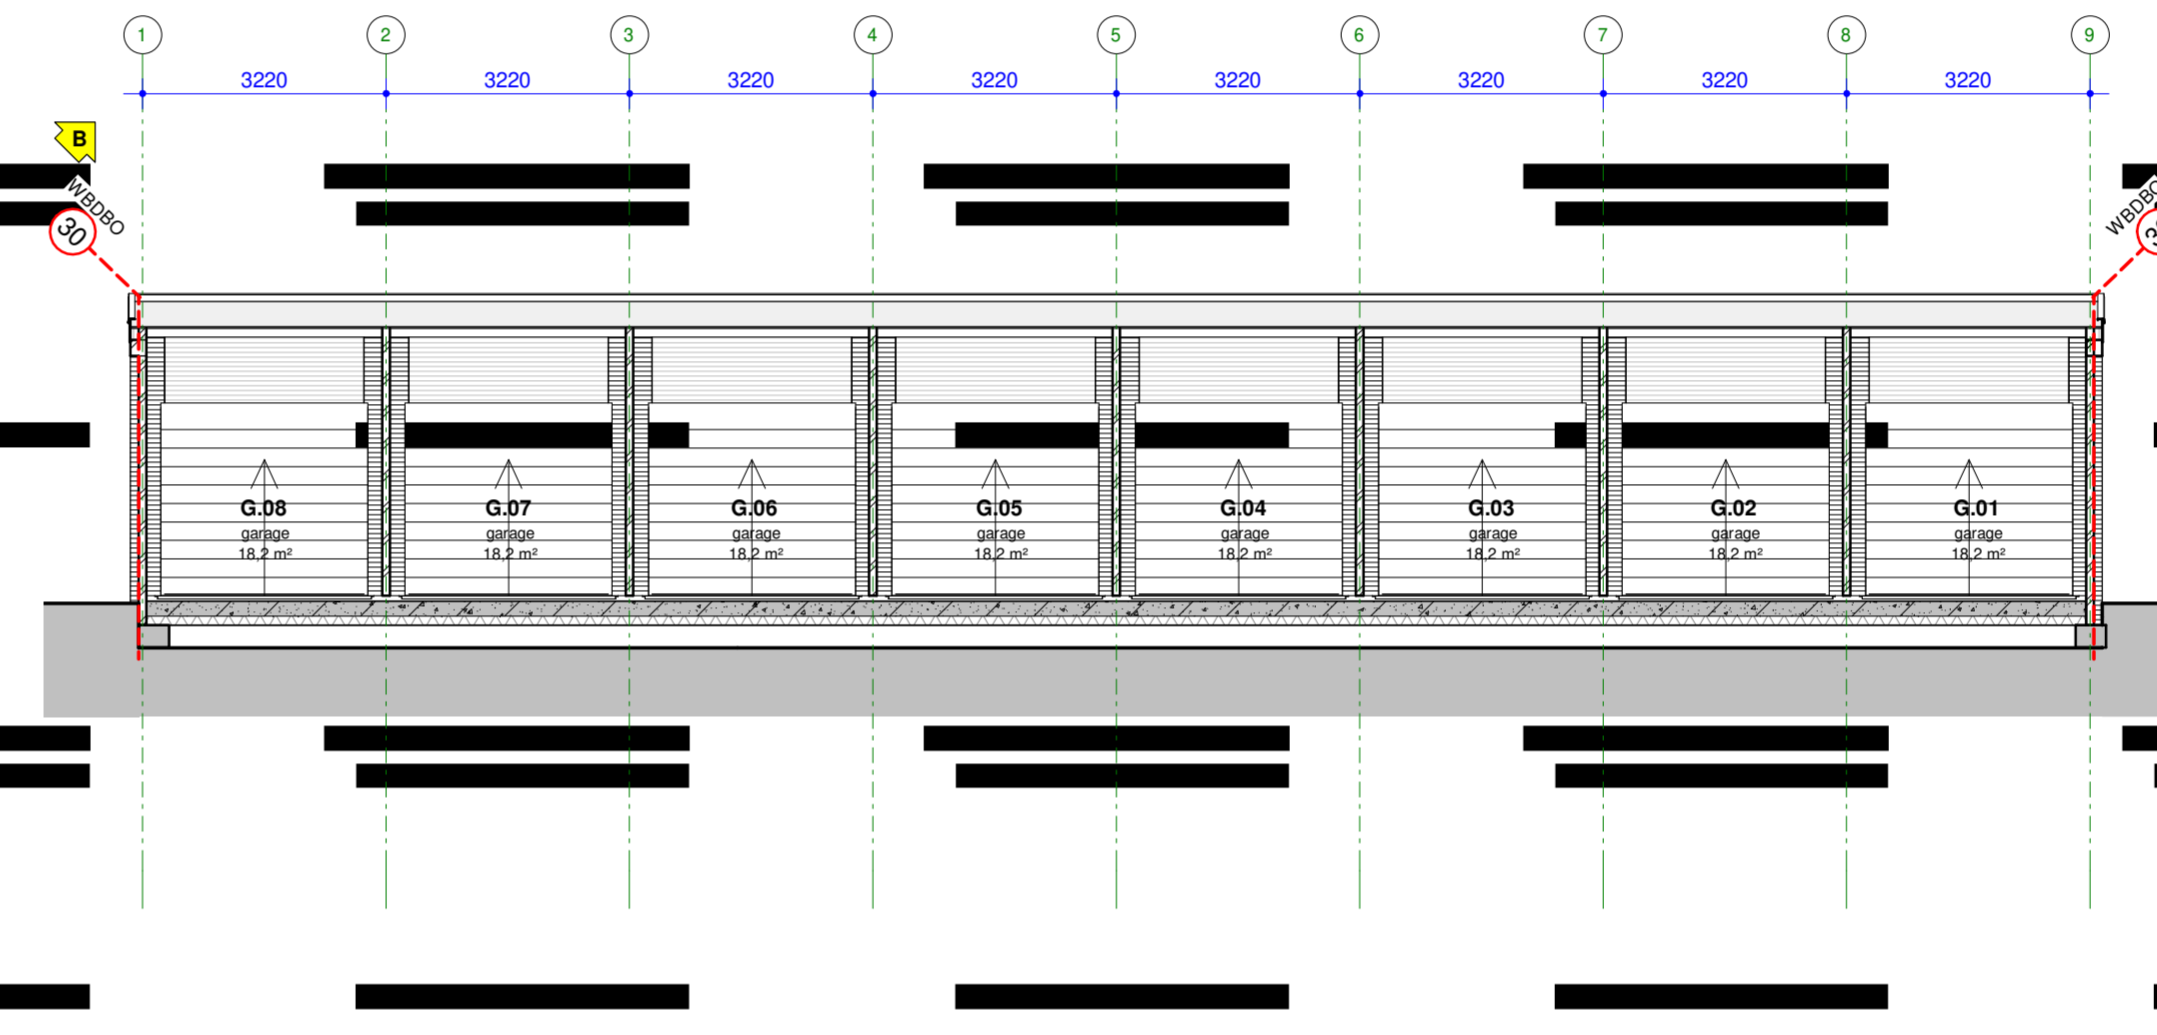 1 2 3 4 5 6 7 8 9
3220 3220 3220 3220 3220 3220 3220 3220
B
WBDBO
30
WBDBO
G.08 G.07 G.06 G.05 G.04 G.03 G.02 G.01
garage garage garage garage garage garage garage garage
18,2 m² 18,2 m² 18,2 m² 18,2 m² 18,2 m² 18,2 m² 18,2 m² 18,2 m²